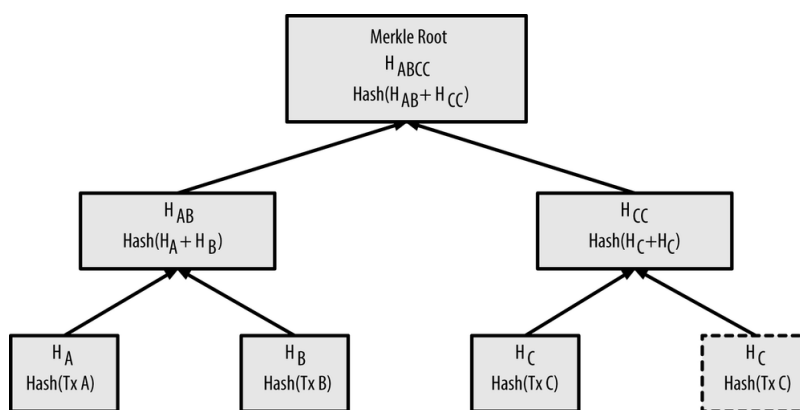 Merkle Root
H ABCC
Hash(H AB + H CC)
H AB
Hash(H A + H B)
H CC
Hash(H C+H C)
H A
Hash(Tx A)
H B
Hash(Tx B)
H C
Hash(Tx C)
H C
Hash(Tx C)